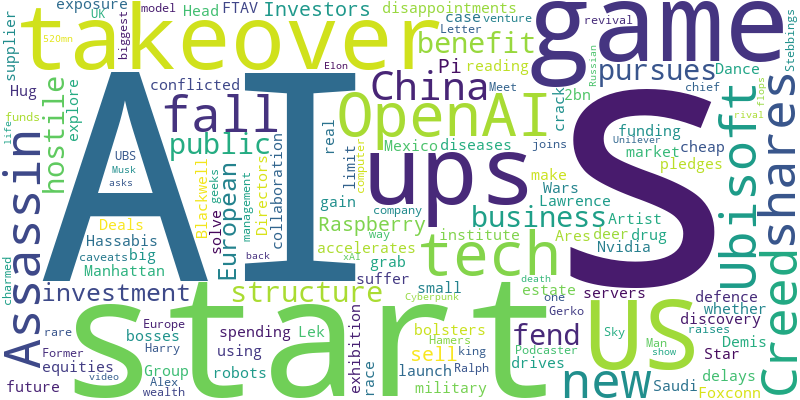 exposure
UK
biggest
model
Head
FTAV
Investors
disappointments
case
venture
Letter
revival
Stebbings
supplier
£520mn
takeover
benefit
game
Elon
Pi
reading
Russian
chief
Dance
Meet
Hug
funds
hostile
explore
conflicted
fall
China
OpenAI
pursues
2bn
crack
Unilever
rival
flops
joins
life
AI
S
public
UBS
Musk
asks
European
Blackwell
geeks
solve
management
Directors
collaboration
real
limit
computer
Mexico
diseases
funding
market
cheap
pledges
make
Wars
Lawrence
Assassin
Deals
Hassabis
caveats
big
Manhattan
back
gain
Raspberry
company
way
accelerates
xAI
grab
suffer
ups
business
institute
tech
Artist
Ares
deer
drug
Nvidia
Ubisoft
shares
Creed
charmed
investment
structure
small
estate
death
one
servers
defence
whether
discovery
raises
Demis
Cyberpunk
start
US
rare
Europe
Former
bosses
Harry
equities
video
future
Group
Alex
wealth
spending
using
robots
Lek
exhibition
race
sell
bolsters
Hamers
launch
king
Ralph
military
fend
Gerko
Podcaster
drives
new
Sky
Man
show
Saudi
Star
delays
Foxconn